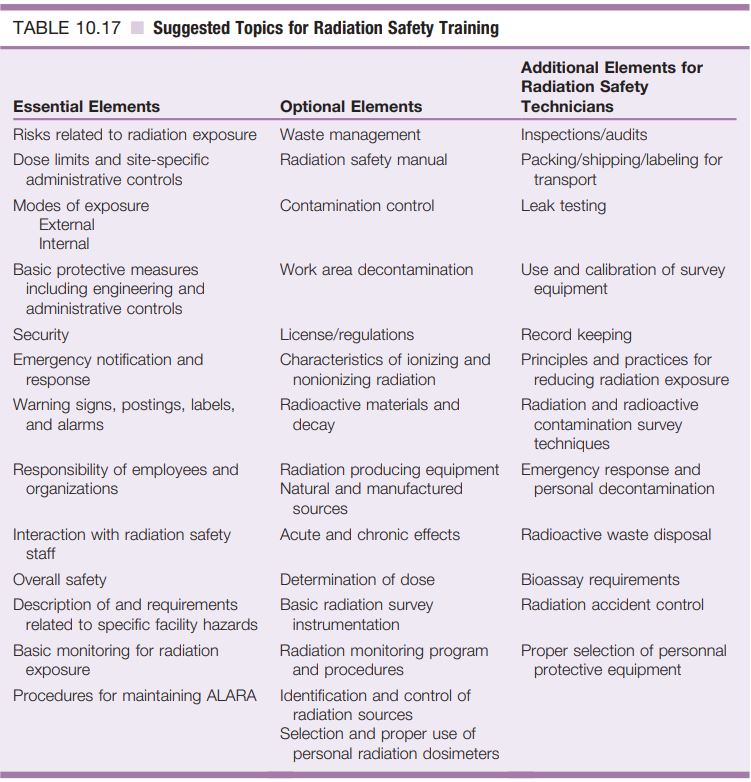 TABLE 10.17 ■ Suggested Topics for Radiation Safety Training
Essential Elements
Optional Elements
Additional Elements for
Radiation Safety
Technicians
Risks related to radiation exposure
Waste management
Inspections/audits
Dose limits and site-specific
administrative controls
Radiation safety manual
Packing/shipping/labeling for
transport
Modes of exposure
External
Internal
Contamination control
Leak testing
Basic protective measures
including engineering and
administrative controls
Work area decontamination
Use and calibration of survey
equipment
Security
License/regulations
Record keeping
Emergency notification and
response
Characteristics of ionizing and
nonionizing radiation
Principles and practices for
reducing radiation exposure
Warning signs, postings, labels,
and alarms
Radioactive materials and
decay
Radiation and radioactive
contamination survey
techniques
Responsibility of employees and
organizations
Radiation producing equipment
Natural and manufactured
sources
Emergency response and
personal decontamination
Interaction with radiation safety
staff
Acute and chronic effects
Radioactive waste disposal
Overall safety
Determination of dose
Bioassay requirements
Description of and requirements
related to specific facility hazards
Basic radiation survey
instrumentation
Radiation accident control
Basic monitoring for radiation
exposure
Radiation monitoring program
and procedures
Proper selection of personnal
protective equipment
Procedures for maintaining ALARA
Identification and control of
radiation sources
Selection and proper use of
personal radiation dosimeters